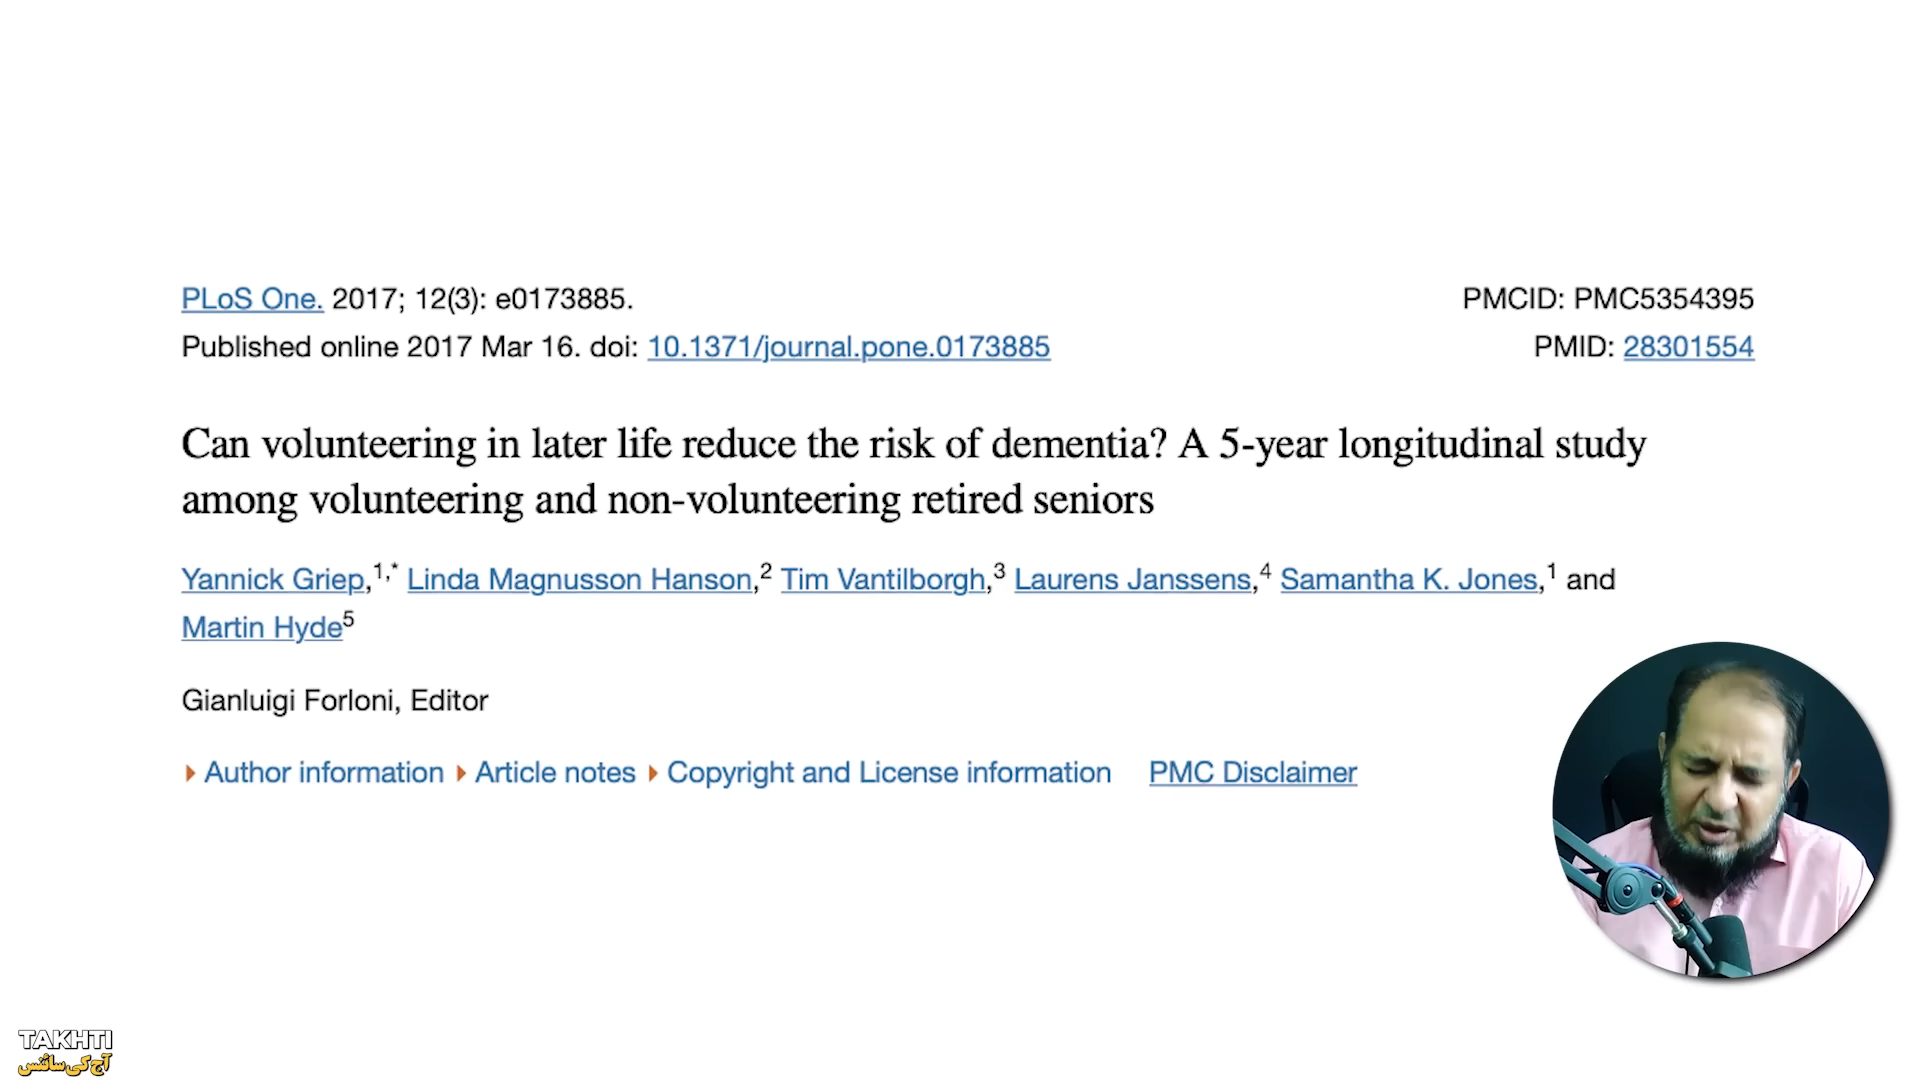 PLoS One. 2017; 12(3): e0173885.
PMCID: PMC5354395
Published online 2017 Mar 16. doi: 10.1371/journal.pone.0173885
PMID: 28301554
Can volunteering in later life reduce the risk of dementia? A 5-year longitudinal study
among volunteering and non-volunteering retired seniors
Yannick Griep,1,* Linda Magnusson Hanson,2 Tim Vantilborgh,3 Laurens Janssens,4 Samantha K. Jones,1 and
Martin Hyde5
Gianluigi Forloni, Editor
Author information Article notes Copyright and License information PMC Disclaimer
TAKHTI
آج کی سائنس